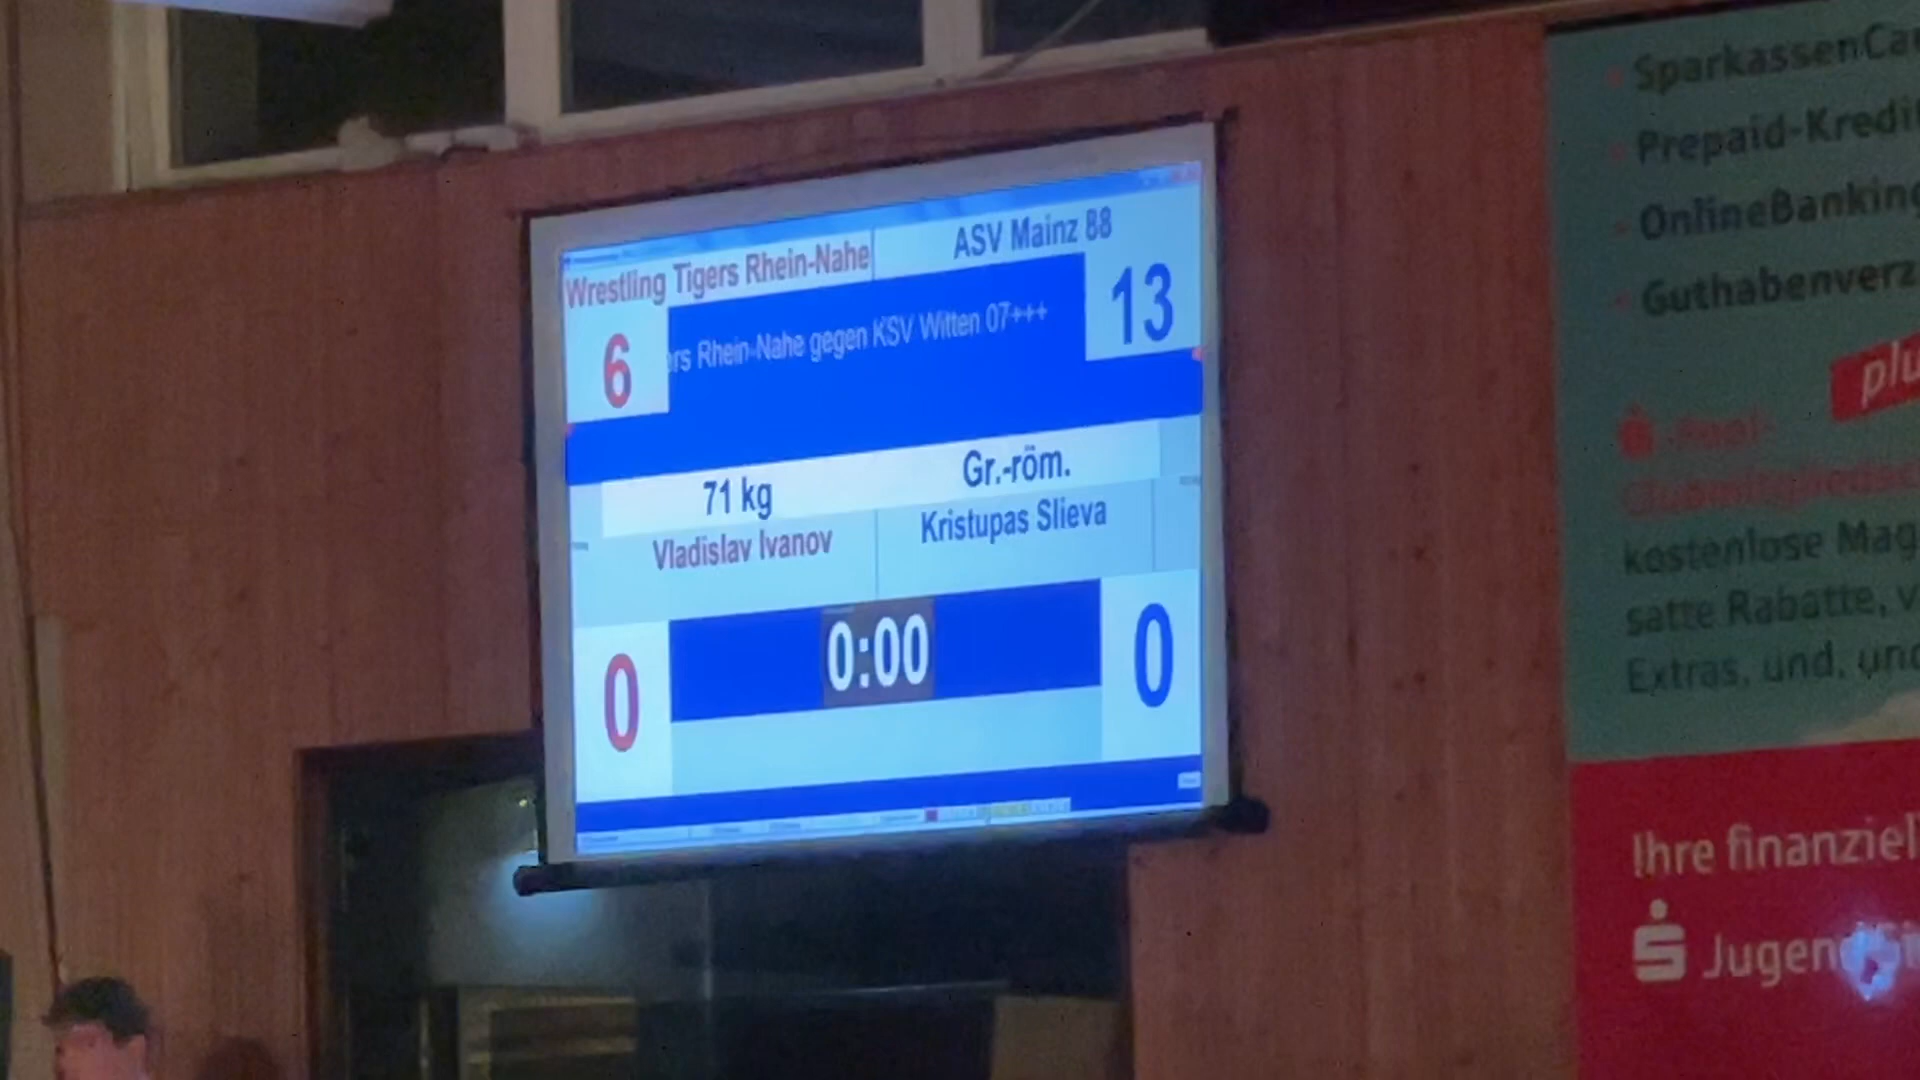 Wrestling Tigers Rhein-Nahe
ASV Mainz 88
6
ers Rhein-Nahe gegen KSV Witten 07+++
13
71 kg
Gr.-röm.
Vladislav Ivanov
Kristupas Slieva
0
0:00
0
SparkassenCa
Prepaid-Kredi
OnlineBanking
Guthabenverz
plu
kostenlose Mag
satte Rabatte, v
Extras, und, und
Ihre finanziel
Jugend